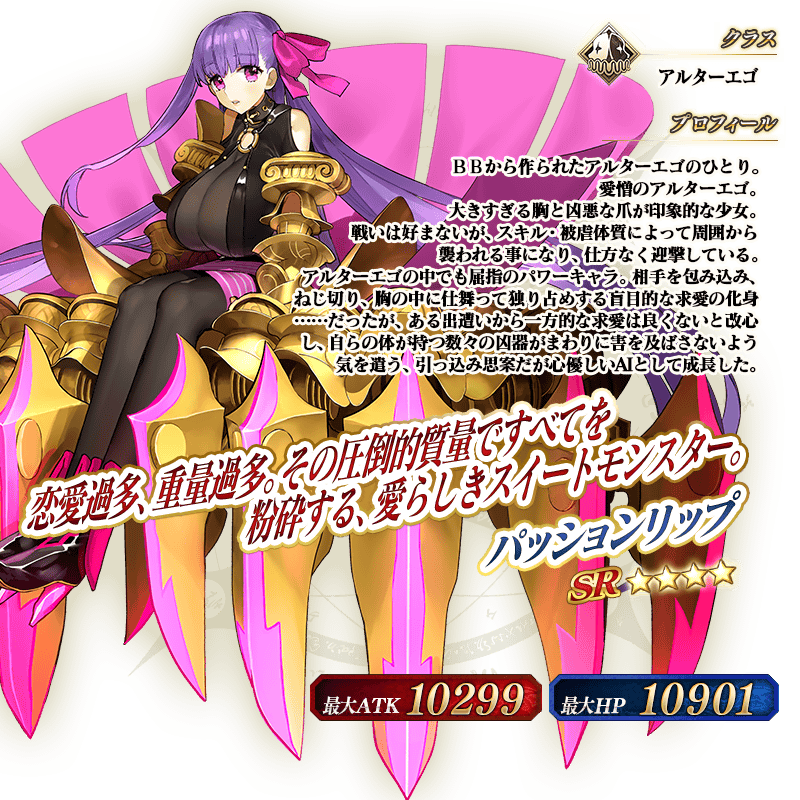 クラス
アルターエゴ
プロフィール
ＢＢから作られたアルターエゴのひとり。
愛憎のアルターエゴ。
大きすぎる胸と凶悪な爪が印象的な少女。
戦いは好まないが、スキル・被虐体質によって周囲から
襲われる事になり、仕方なく迎撃している。
アルターエゴの中でも屈指のパワーキャラ。相手を包み込み、
ねじ切り、胸の中に仕舞って独り占めする盲目的な求愛の化身
……だったが、ある出遭いから一方的な求愛は良くないと改心
し、自らの体が持つ数々の凶器がまわりに害を及ぼさないよう
気を遣う、引っ込み思案だが心優しいAIとして成長した。
恋愛過多、重量過多。その圧倒的質量ですべてを
粉砕する、愛らしきスイートモンスター。
パッションリップ
SR
最大ATK 10299
最大HP 10901